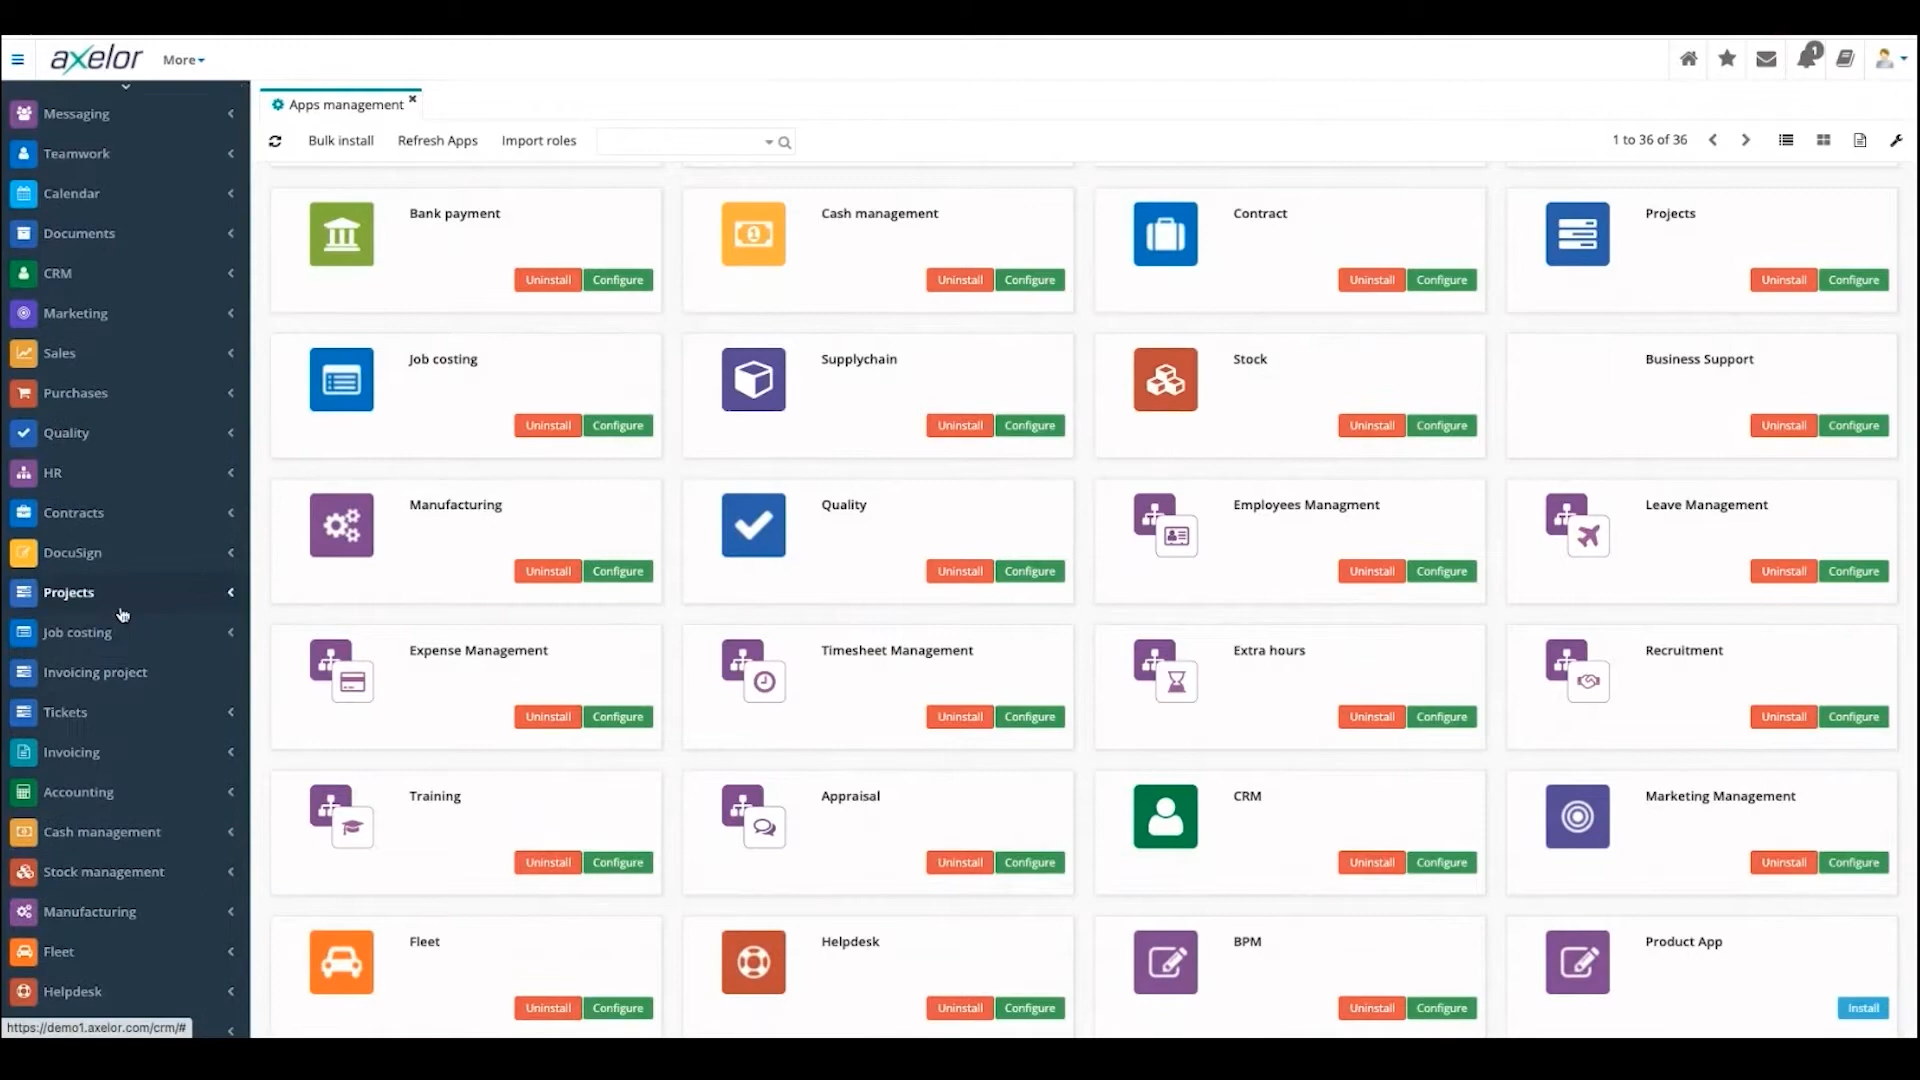 axelor More
1
Apps management
Bulk install Refresh Apps Import roles 1 to 36 of 36
Messaging
Teamwork
Calendar
Documents
CRM
Marketing
Sales
Purchases
Quality
HR
Contracts
DocuSign
Projects
Job costing
Invoicing project
Tickets
Invoicing
Accounting
Cash management
Stock management
Manufacturing
Fleet
Helpdesk
https://demo1.axelor.com/crm/#
Bank payment Cash management Contract Projects
Uninstall Configure Uninstall Configure Uninstall Configure Uninstall Configure
Job costing Supplychain Stock Business Support
Uninstall Configure Uninstall Configure Uninstall Configure Uninstall Configure
Manufacturing Quality Employees Managment Leave Management
Uninstall Configure Uninstall Configure Uninstall Configure Uninstall Configure
Expense Management Timesheet Management Extra hours Recruitment
Uninstall Configure Uninstall Configure Uninstall Configure Uninstall Configure
Training Appraisal CRM Marketing Management
Uninstall Configure Uninstall Configure Uninstall Configure Uninstall Configure
Fleet Helpdesk BPM Product App
Uninstall Configure Uninstall Configure Uninstall Configure Install